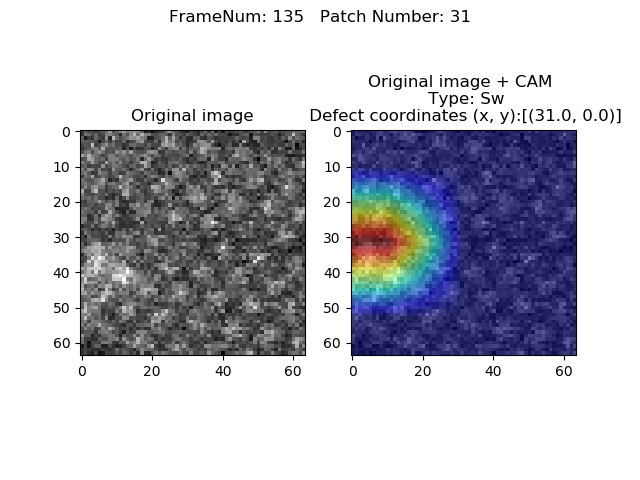 FrameNum: 135   Patch Number: 31
Original image
Original image + CAM
Type: Sw
Defect coordinates (x, y):[(31.0, 0.0)]
0
10
20
30
40
50
60
0 20 40 60
0
10
20
30
40
50
60
0 20 40 60